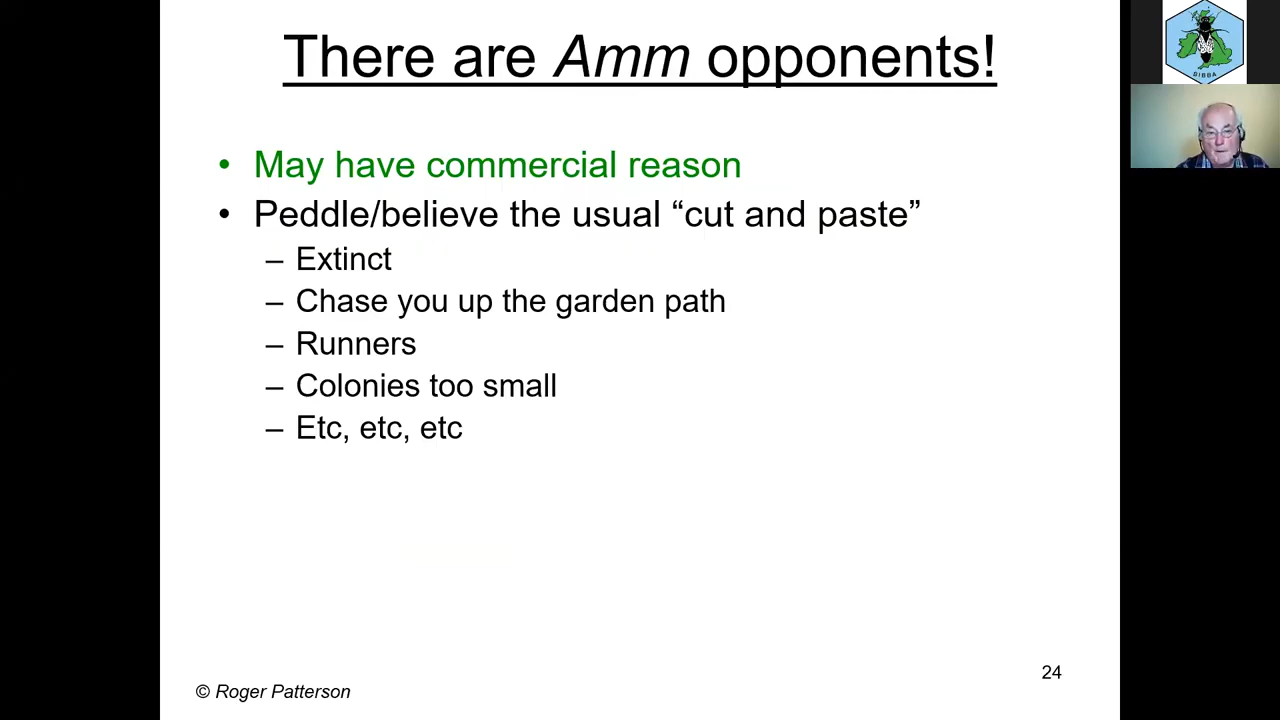 There are Amm opponents!
• May have commercial reason
• Peddle/believe the usual “cut and paste”
– Extinct
– Chase you up the garden path
– Runners
– Colonies too small
– Etc, etc, etc
24
© Roger Patterson
BIBBA